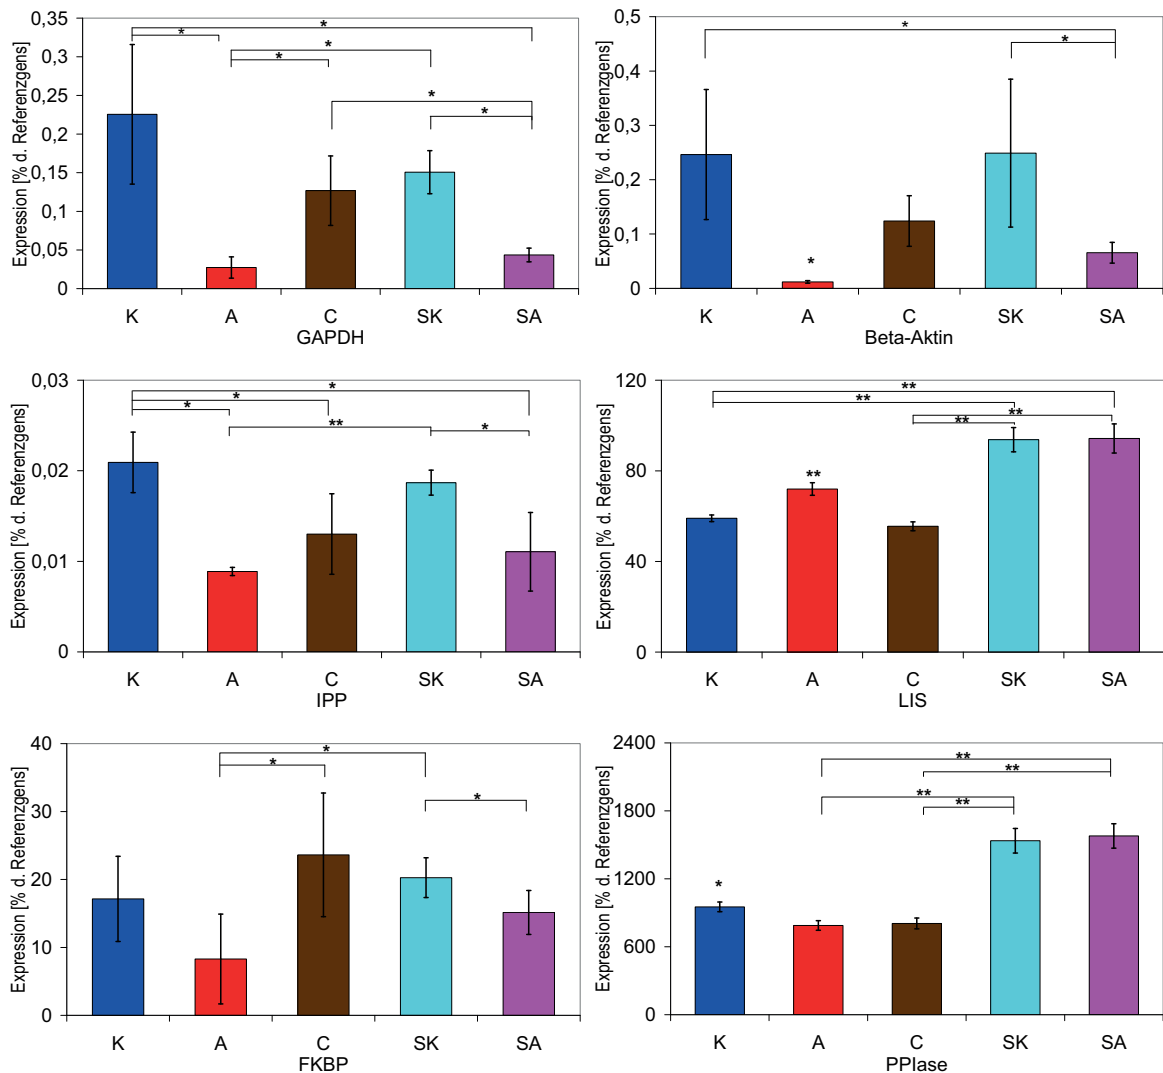 Expression [% d. Referenzgens]
0,35
0,3
0,25
0,2
0,15
0,1
0,05
0
* * * * * *
K A C SK SA
GAPDH
Expression [% d. Referenzgens]
0,5
0,4
0,3
0,2
0,1
0
* * *
K A C SK SA
Beta-Aktin
Expression [% d. Referenzgens]
0,03
0,02
0,01
0
* * * ** *
K A C SK SA
IPP
Expression [% d. Referenzgens]
120
80
40
0
** ** ** ** **
K A C SK SA
LIS
Expression [% d. Referenzgens]
40
30
20
10
0
* * *
K A C SK SA
FKBP
Expression [% d. Referenzgens]
2400
1800
1200
600
0
** ** ** ** *
K A C SK SA
PPIase